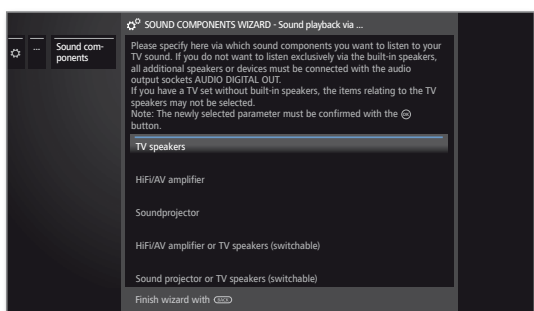 SOUND COMPONENTS WIZARD - Sound playback via ...
...
Sound com-
ponents
Please specify here via which sound components you want to listen to your
TV sound. If you do not want to listen exclusively via the built-in speakers,
all additional speakers or devices must be connected with the audio
output sockets AUDIO DIGITAL OUT.
If you have a TV set without built-in speakers, the items relating to the TV
speakers may not be selected.
Note: The newly selected parameter must be confirmed with the OK
button.
TV speakers
HiFi/AV amplifier
Soundprojector
HiFi/AV amplifier or TV speakers (switchable)
Sound projector or TV speakers (switchable)
Finish wizard with BACK